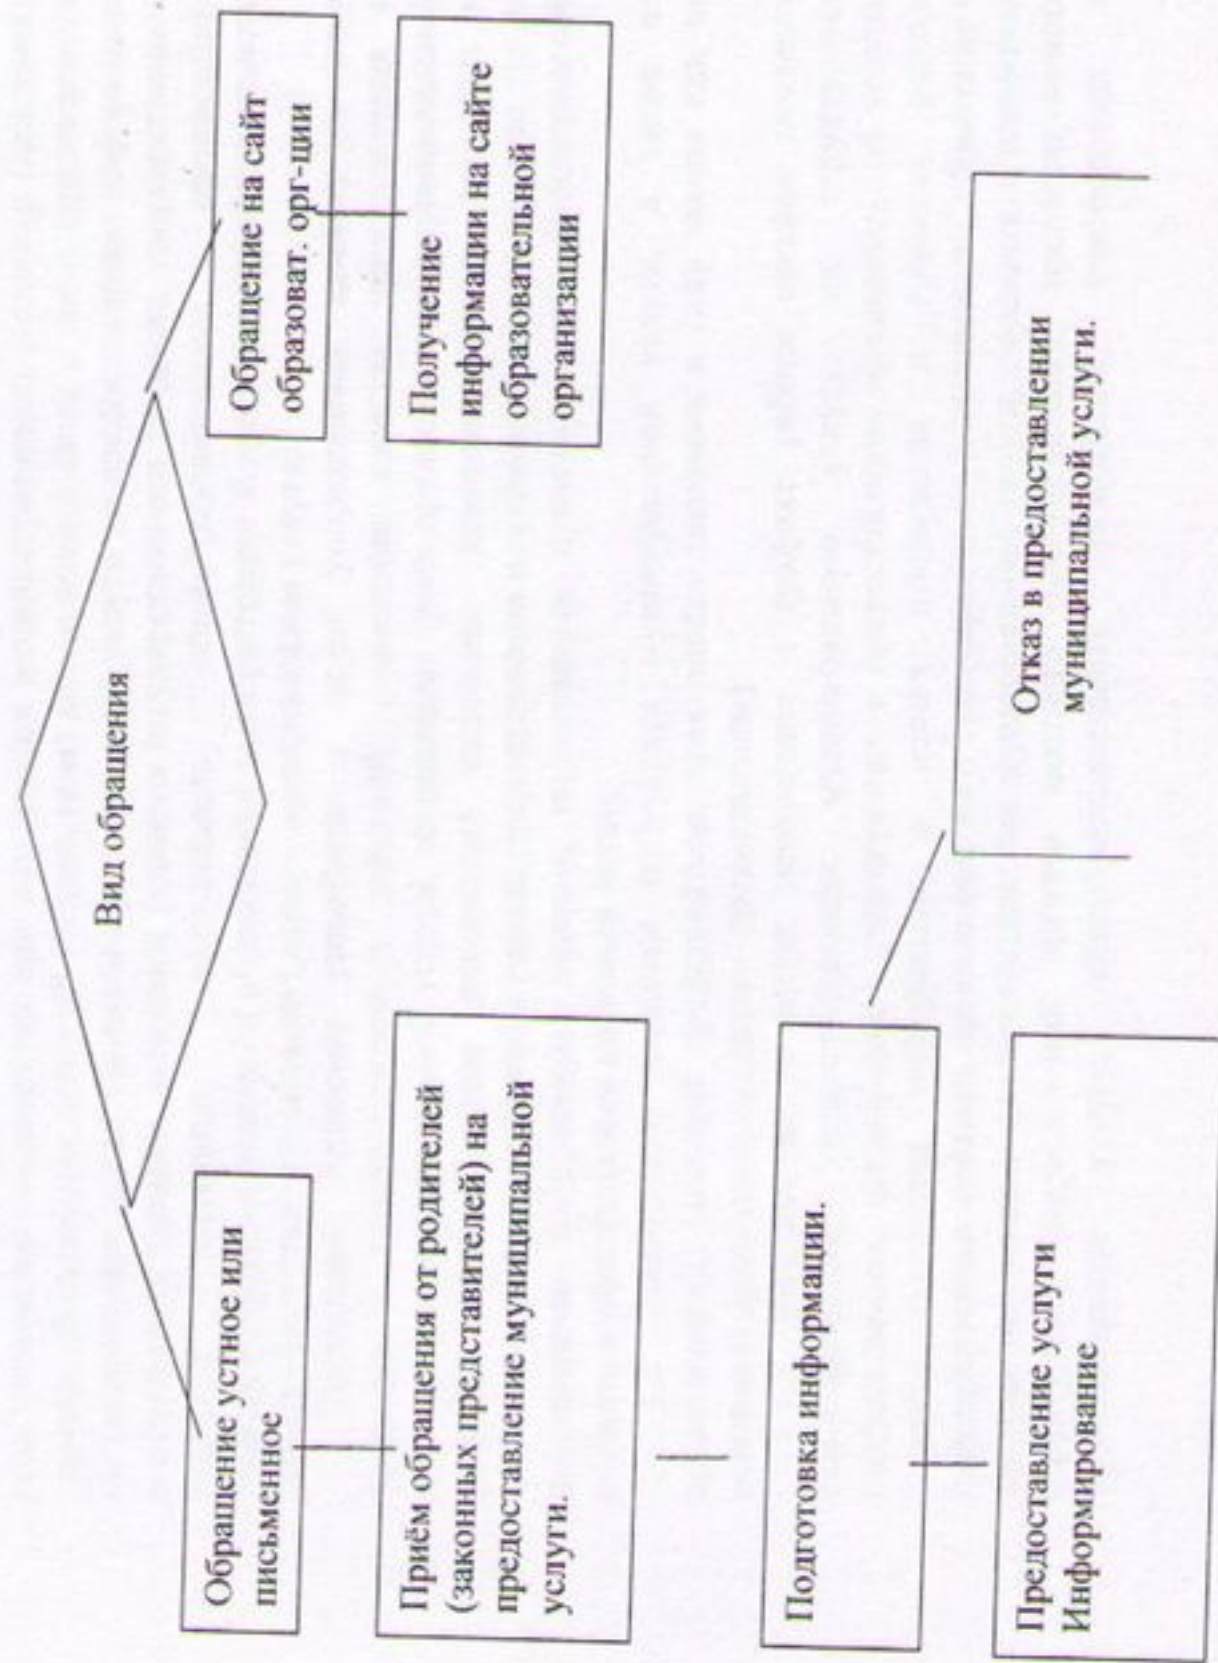 Вид обращения
Обращение устное или
письменное
Обращение на сайт
образоват. орг-ции
Приём обращения от родителей
(законных представителей) на
предоставление муниципальной
услуги.
Получение
информации на сайте
образовательной
организации
Подготовка информации.
Предоставление услуги
Информирование
Отказ в предоставлении
муниципальной услуги.